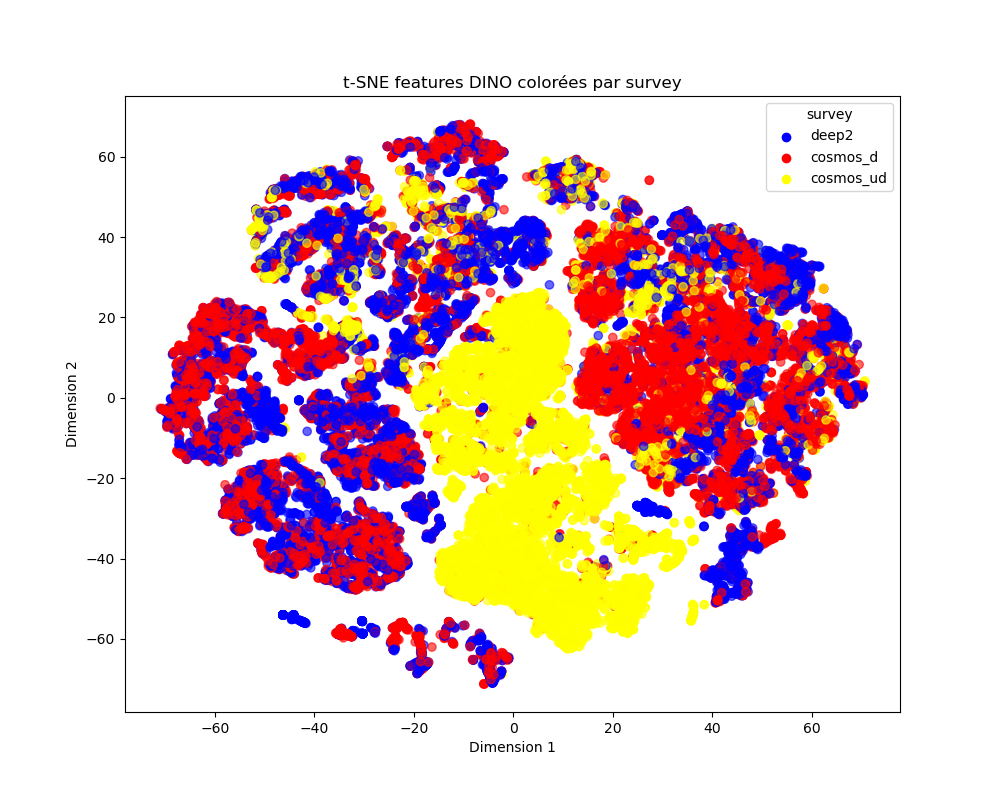 t-SNE features DINO colorées par survey
survey
deep2
cosmos_d
cosmos_ud
60
40
20
0
−20
−40
−60
Dimension 2
−60
−40
−20
0
20
40
60
Dimension 1